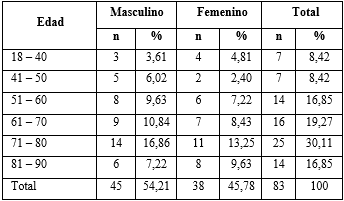 Edad Masculino Femenino Total
n % n % n %
18 – 40 3 3,61 4 4,81 7 8,42
41 – 50 5 6,02 2 2,40 7 8,42
51 – 60 8 9,63 6 7,22 14 16,85
61 – 70 9 10,84 7 8,43 16 19,27
71 – 80 14 16,86 11 13,25 25 30,11
81 – 90 6 7,22 8 9,63 14 16,85
Total 45 54,21 38 45,78 83 100